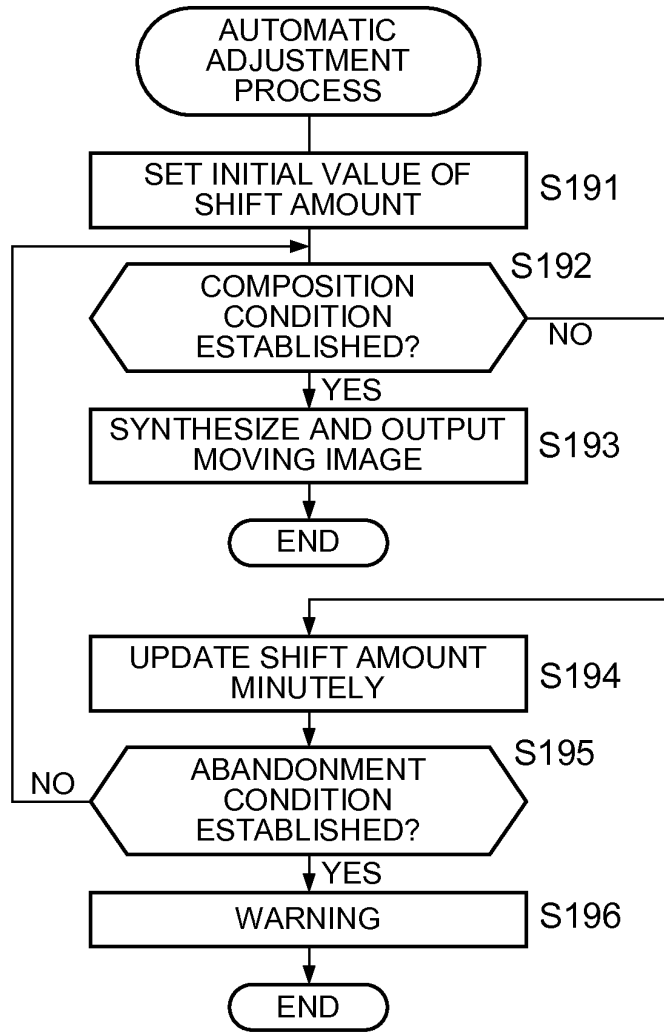 AUTOMATIC
ADJUSTMENT
PROCESS
SET INITIAL VALUE OF
SHIFT AMOUNT
S191
COMPOSITION
CONDITION
ESTABLISHED?
S192
NO
YES
SYNTHESIZE AND OUTPUT
MOVING IMAGE
S193
END
UPDATE SHIFT AMOUNT
MINUTELY
S194
ABANDONMENT
CONDITION
ESTABLISHED?
S195
NO
YES
WARNING
S196
END